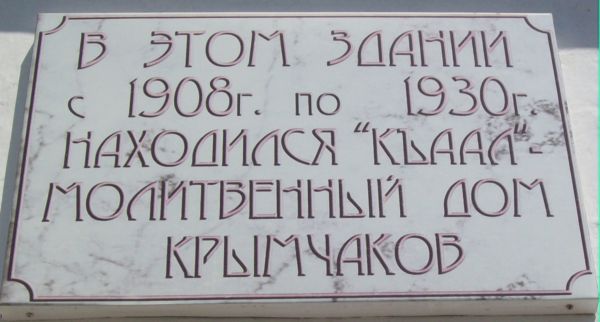 В ЭТОМ ЗДАНИИ
с 1908г. по 1930г.
НАХОДИЛСЯ "КЪААЛ"-
МОЛИТВЕННЫЙ ДОМ
КРЫМЧАКОВ